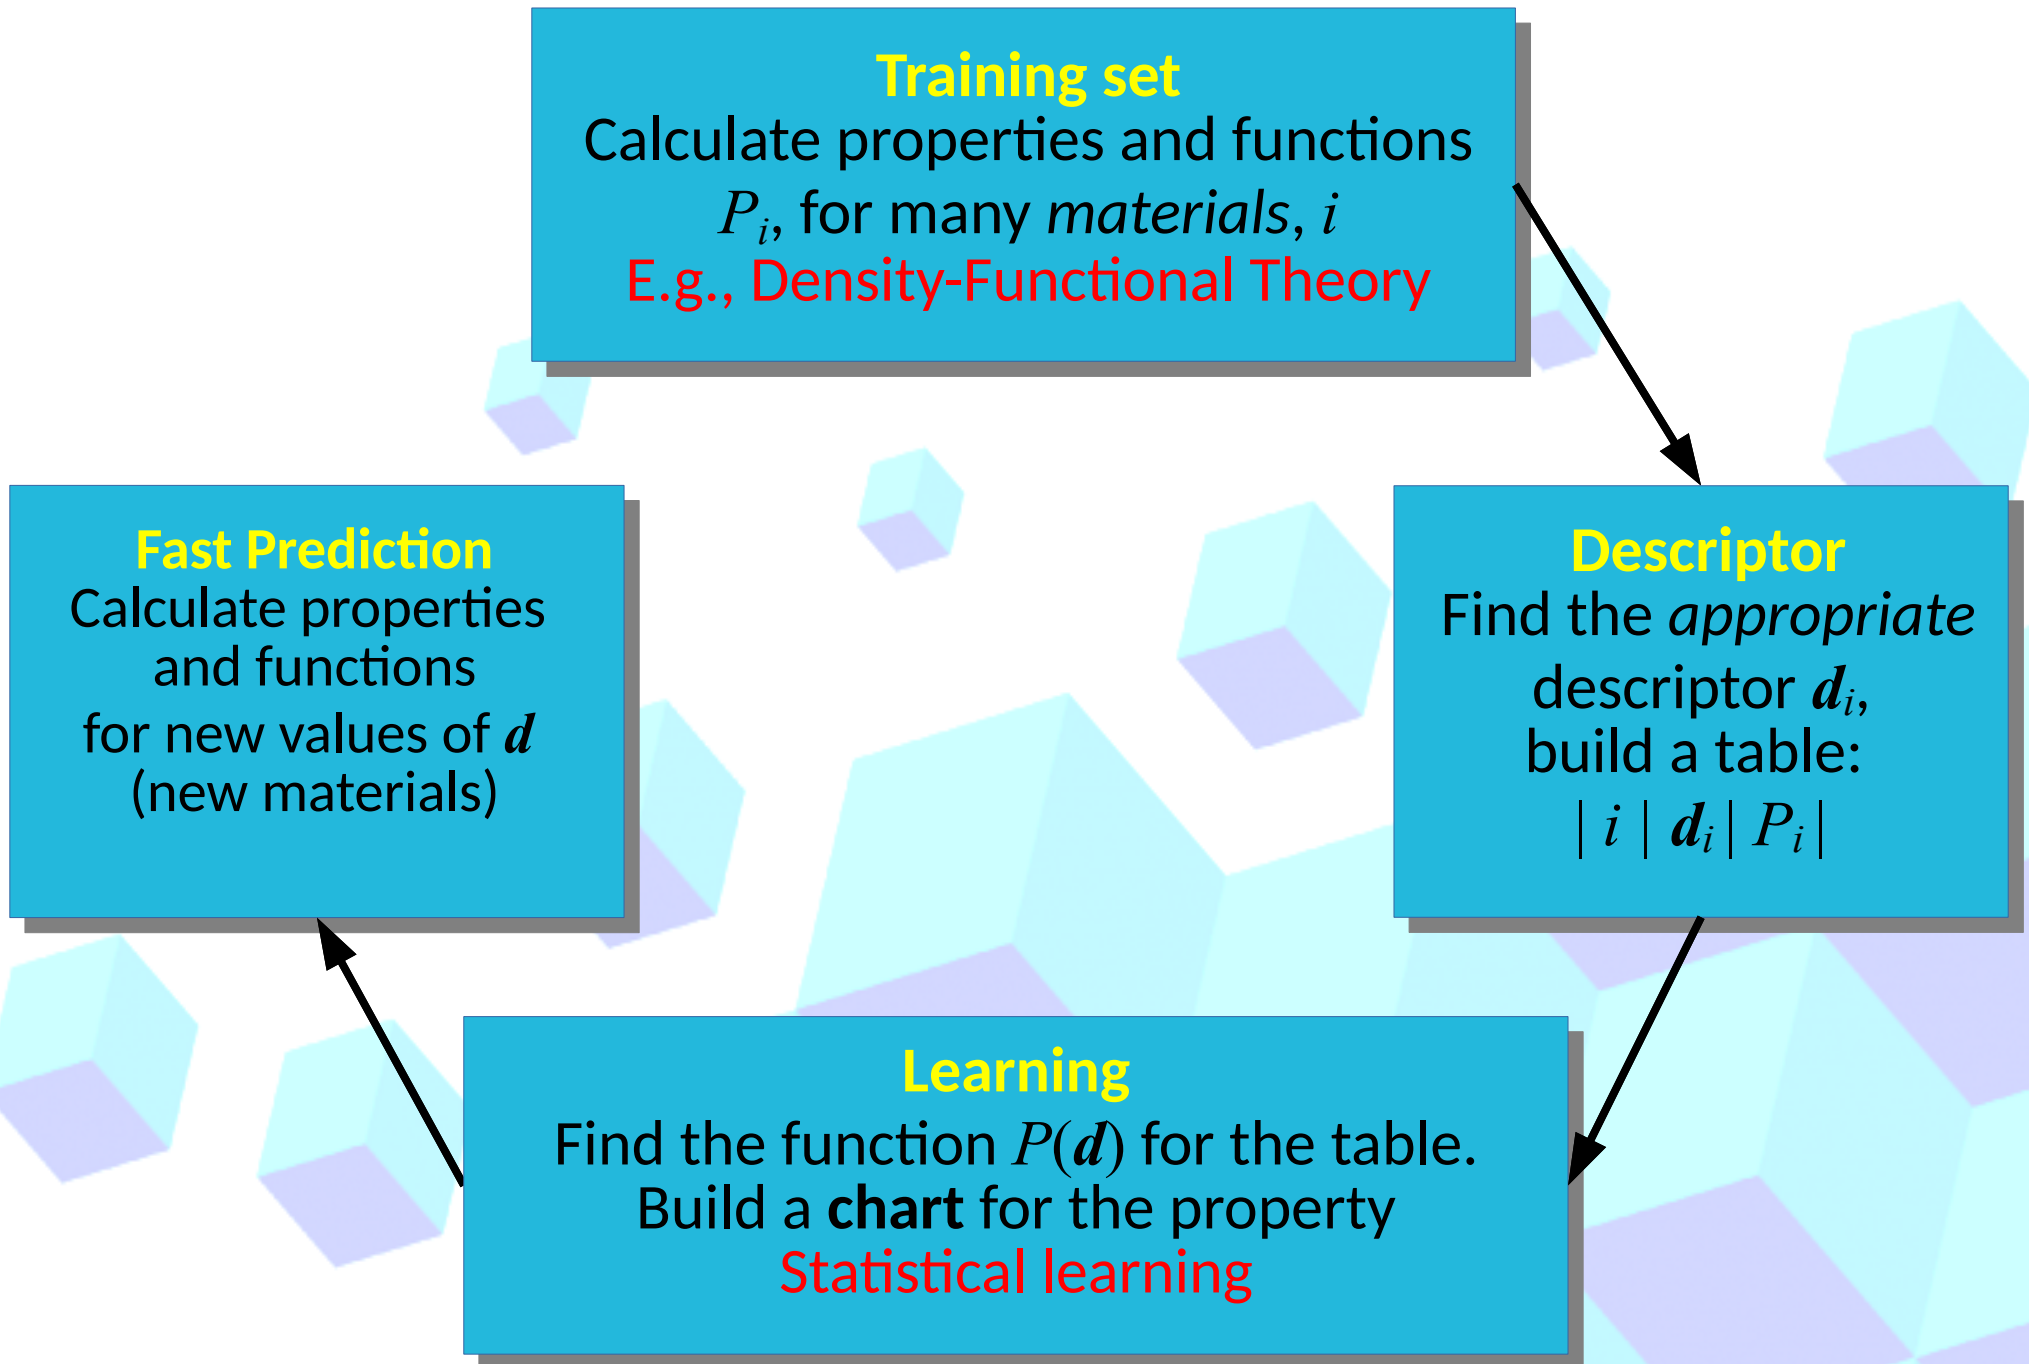 Training set
Calculate properties and functions
Pᵢ, for many materials, i
E.g., Density-Functional Theory
Descriptor
Find the appropriate
descriptor dᵢ,
build a table:
| i | dᵢ | Pᵢ |
Learning
Find the function P(d) for the table.
Build a chart for the property
Statistical learning
Fast Prediction
Calculate properties
and functions
for new values of d
(new materials)